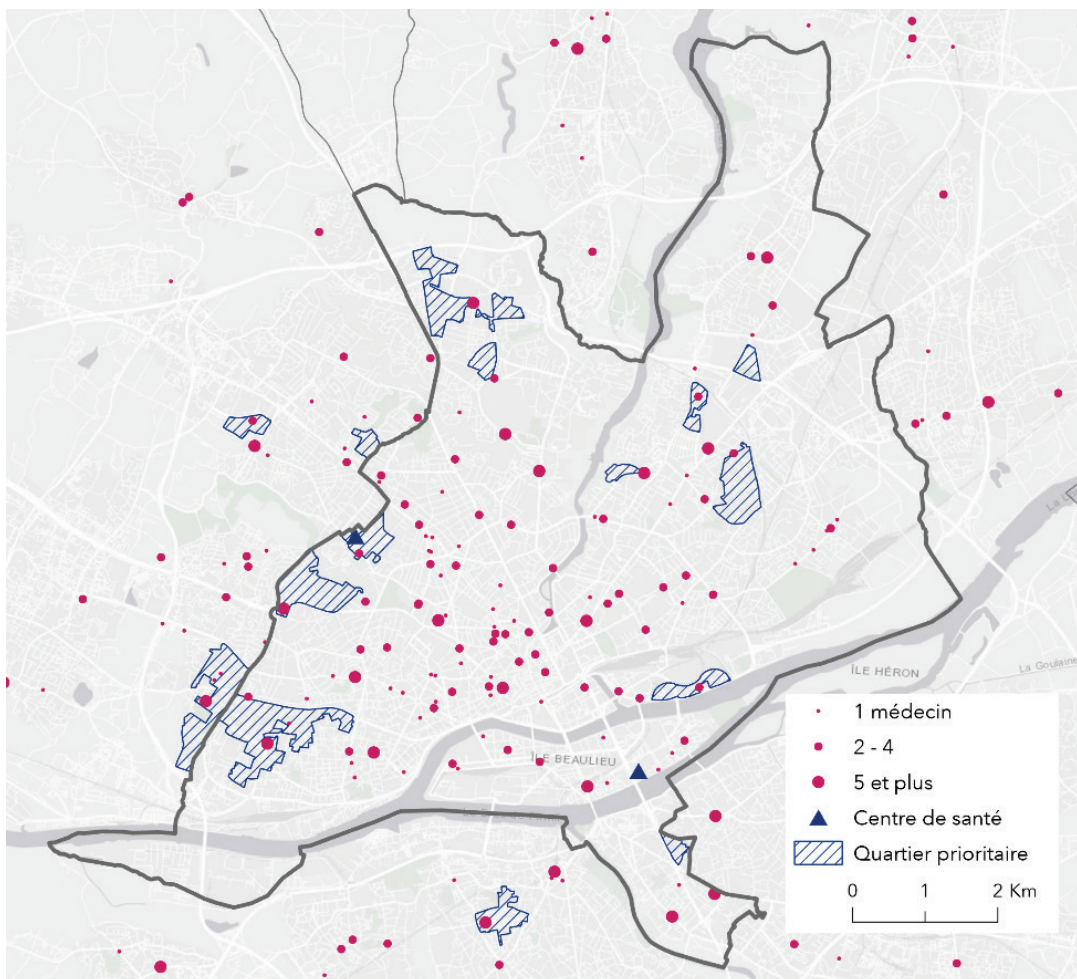 La L
ÎLE HÉRON
La Goulaine
ÎLE BEAULIEU
1 médecin
2 - 4
5 et plus
Centre de santé
Quartier prioritaire
0 1 2 Km